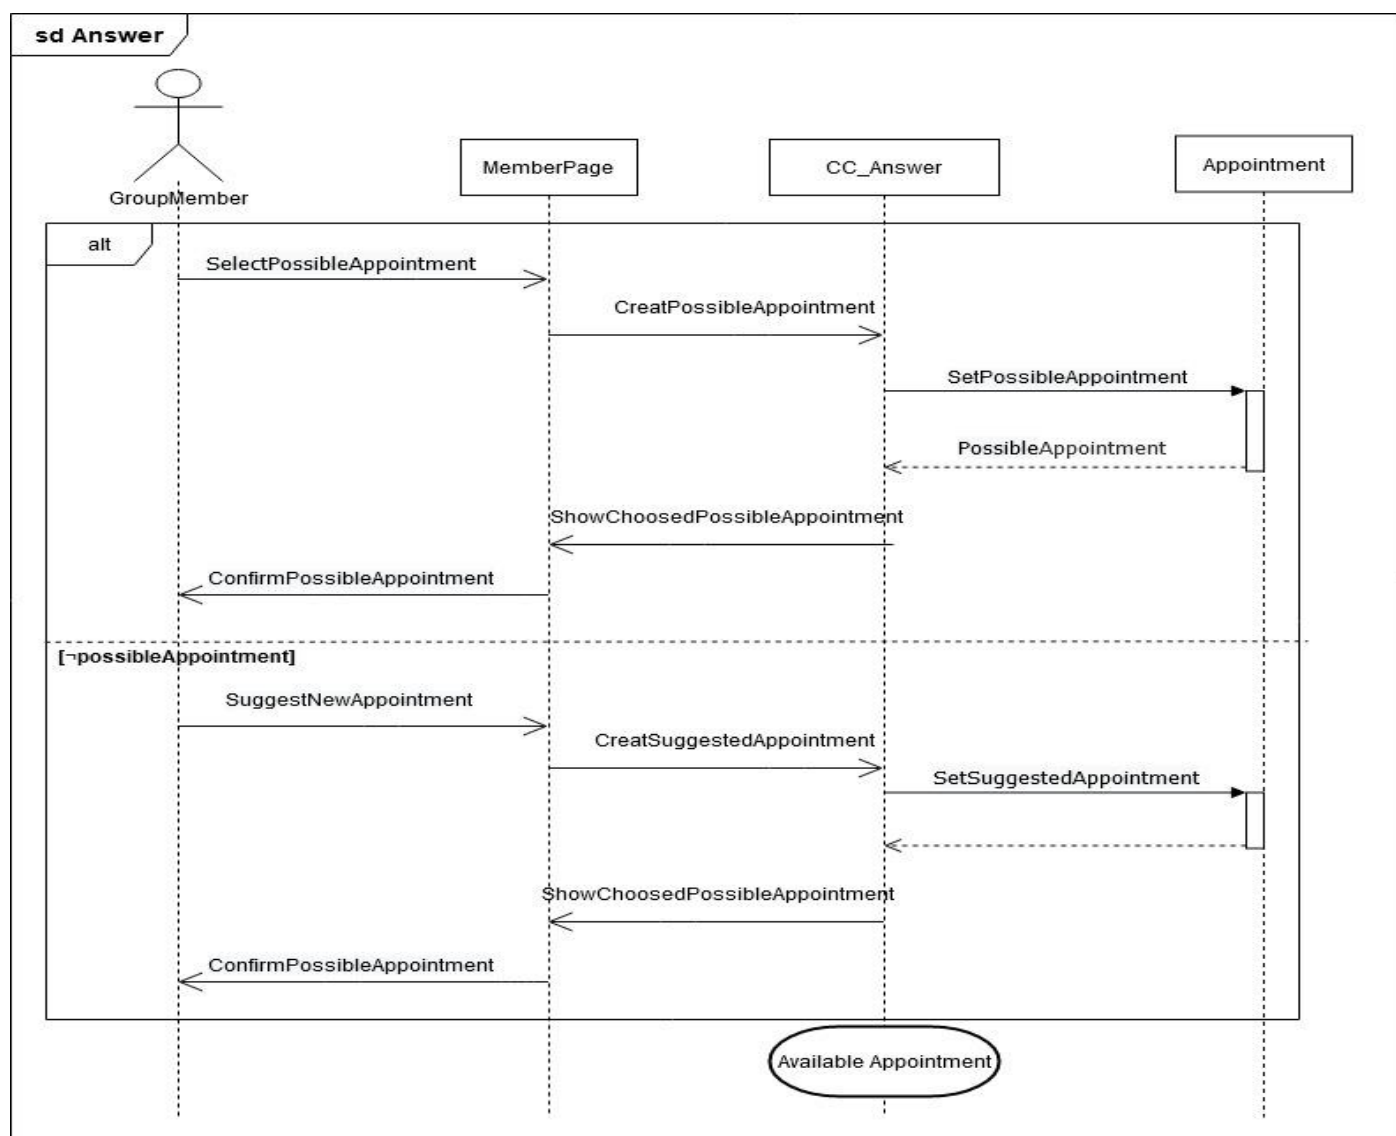 sd Answer
GroupMember
MemberPage
CC_Answer
Appointment
alt
SelectPossibleAppointment
CreatPossibleAppointment
SetPossibleAppointment
PossibleAppointment
ShowChoosedPossibleAppointment
ConfirmPossibleAppointment
[¬possibleAppointment]
SuggestNewAppointment
CreatSuggestedAppointment
SetSuggestedAppointment
ShowChoosedPossibleAppointment
ConfirmPossibleAppointment
Available Appointment